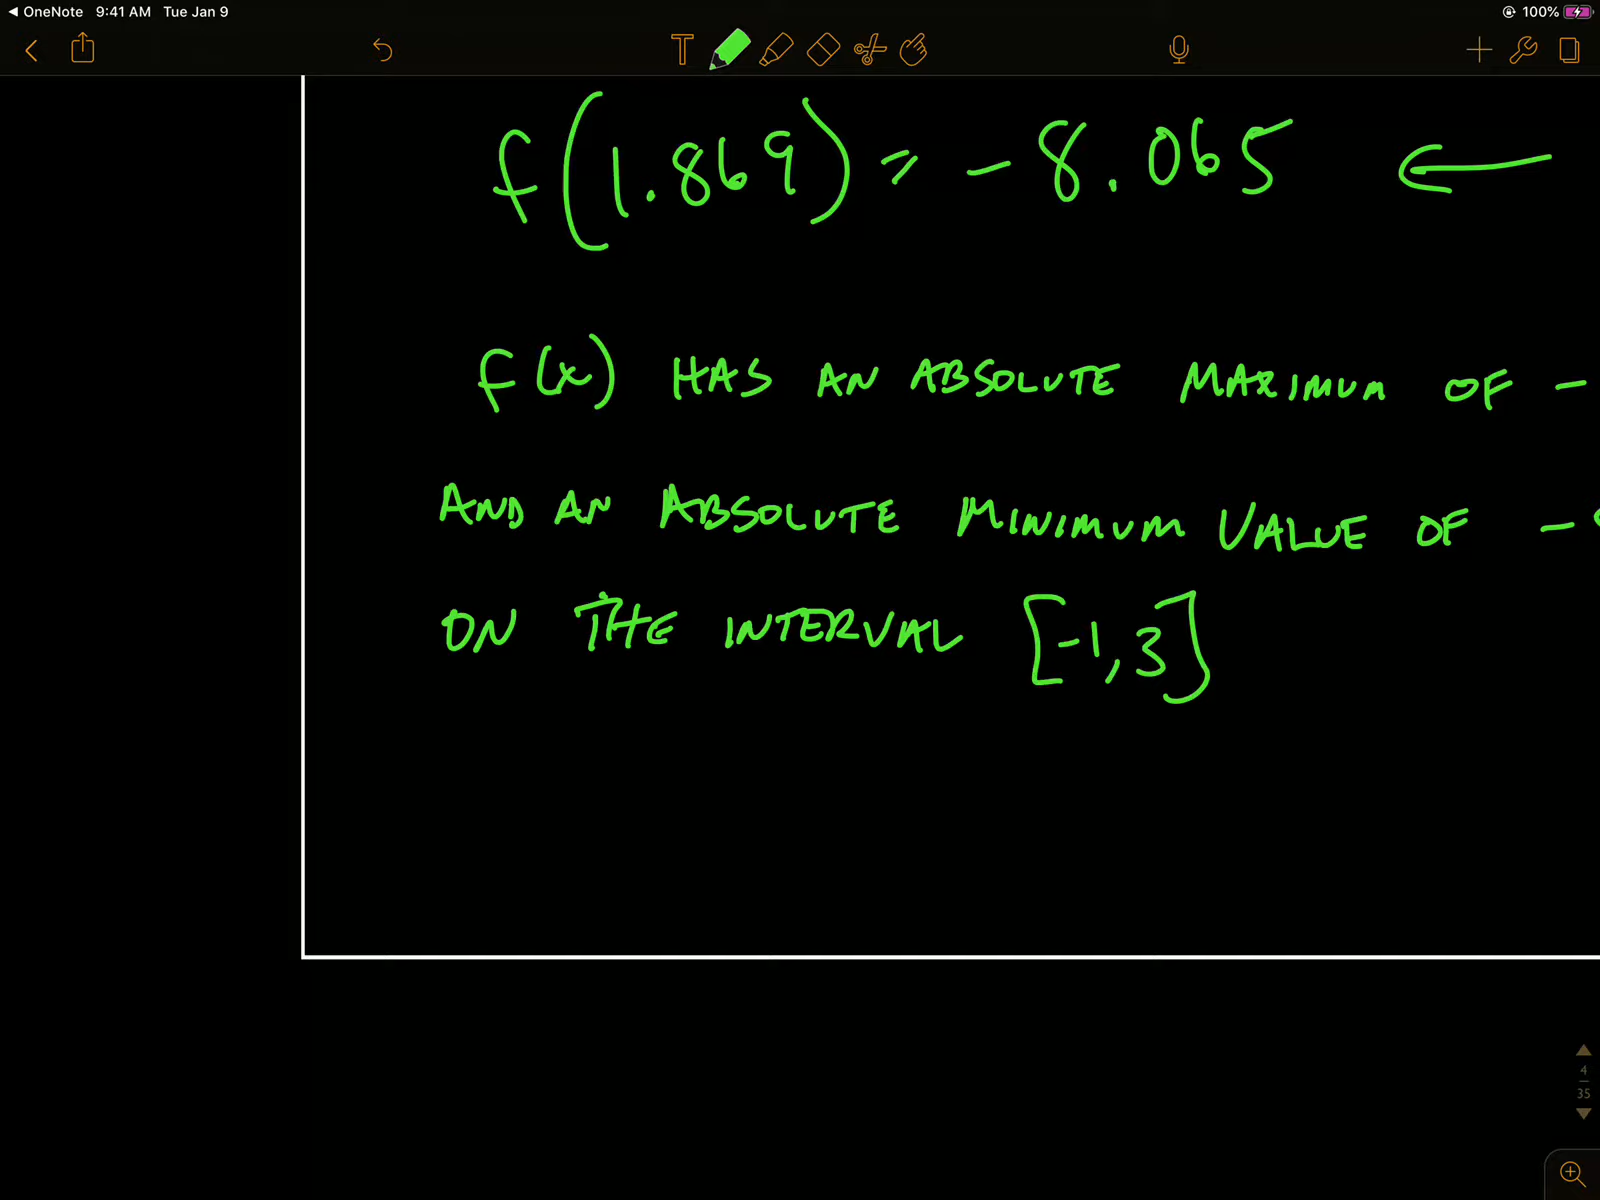 ◀ OneNote 9:41 AM Tue Jan 9 100%
T
f(1.869) = -8.065 ←
f(x) HAS AN ABSOLUTE MAXIMUM OF -
AND AN ABSOLUTE MINIMUM VALUE OF -
ON THE INTERVAL [-1,3]
4
35